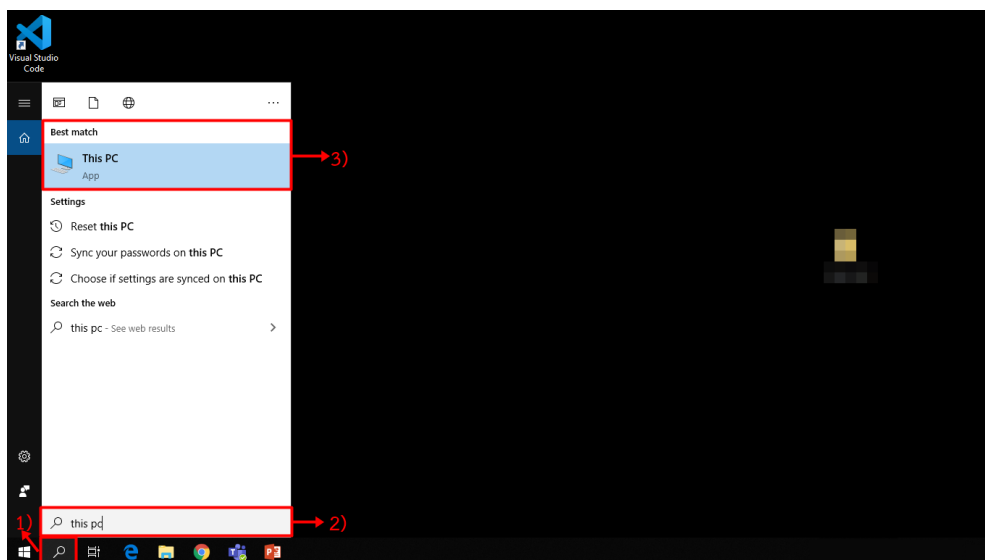 Visual Studio
Code
Best match
This PC
App
3)
Settings
Reset this PC
Sync your passwords on this PC
Choose if settings are synced on this PC
Search the web
this pc - See web results
1)
this pc
2)